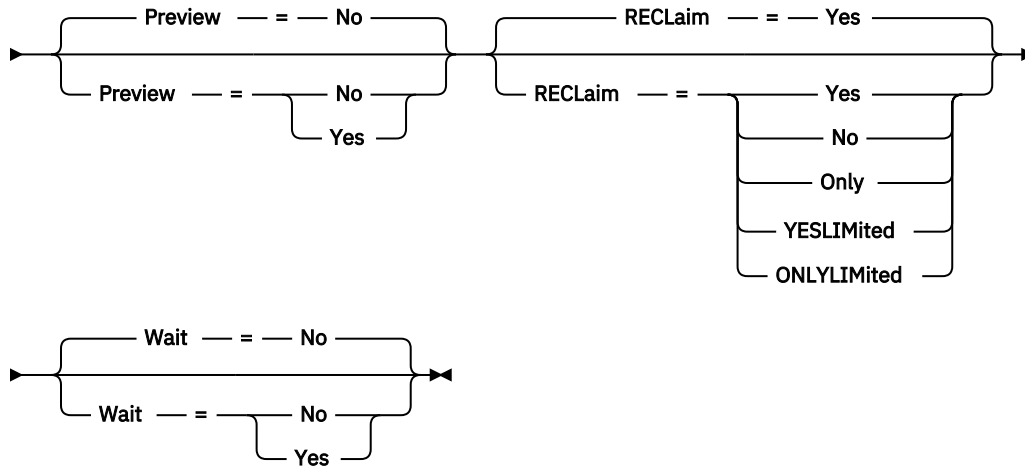 Preview = No RECLaim = Yes
Preview = No RECLaim = Yes
Yes No
Only
YESLIMited
ONLYLIMited
Wait = No
Wait = No
Yes